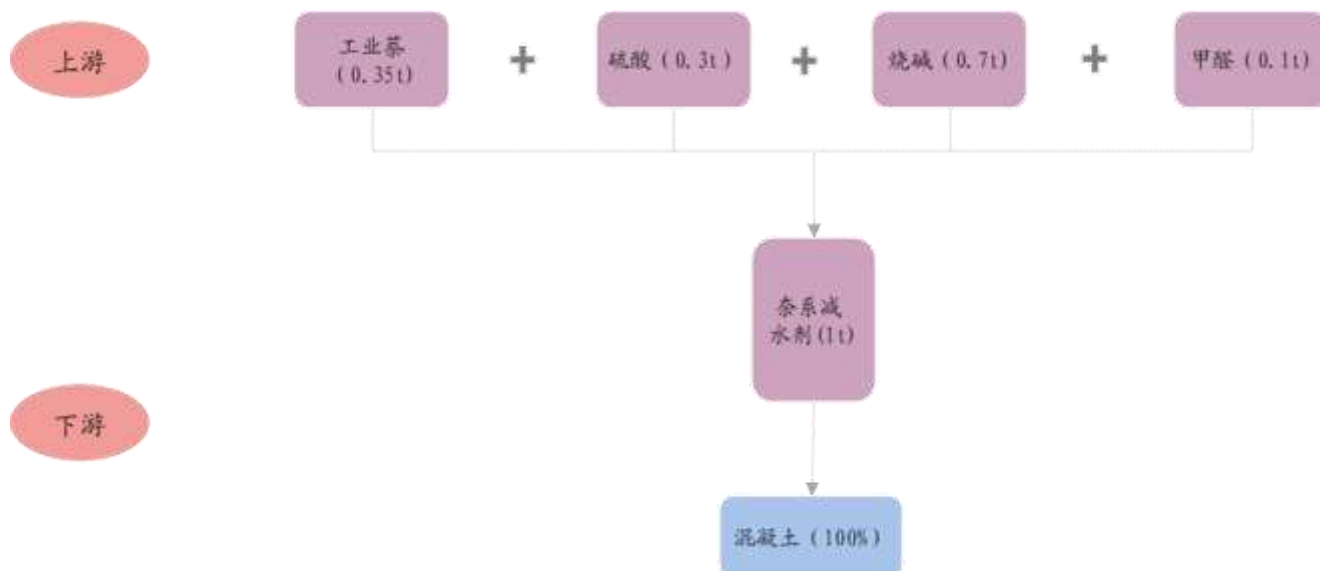 上游
工业萘
(0.35t)
硫酸(0.3t)
烧碱(0.7t)
甲醛(0.1t)
奈系减
水剂(1t)
下游
混凝土(100%)